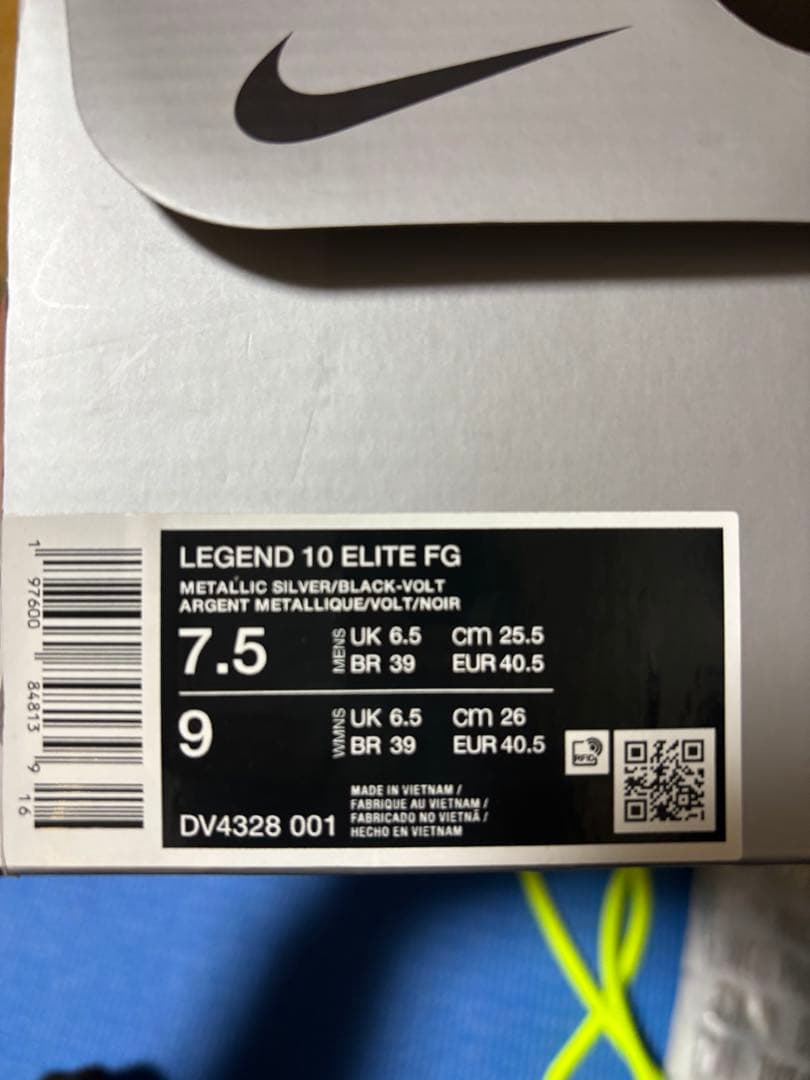 LEGEND 10 ELITE FG
METALLIC SILVER/BLACK-VOLT
ARGENT METALLIQUE/VOLT/NOIR
7.5 MENS UK 6.5 cm 25.5
BR 39 EUR 40.5
9 WMNS UK 6.5 cm 26
BR 39 EUR 40.5
RFID
MADE IN VIETNAM /
FABRIQUE AU VIETNAM /
FABRICADO NO VIETNÃ /
HECHO EN VIETNAM
DV4328 001
1 97600 84813 9 16